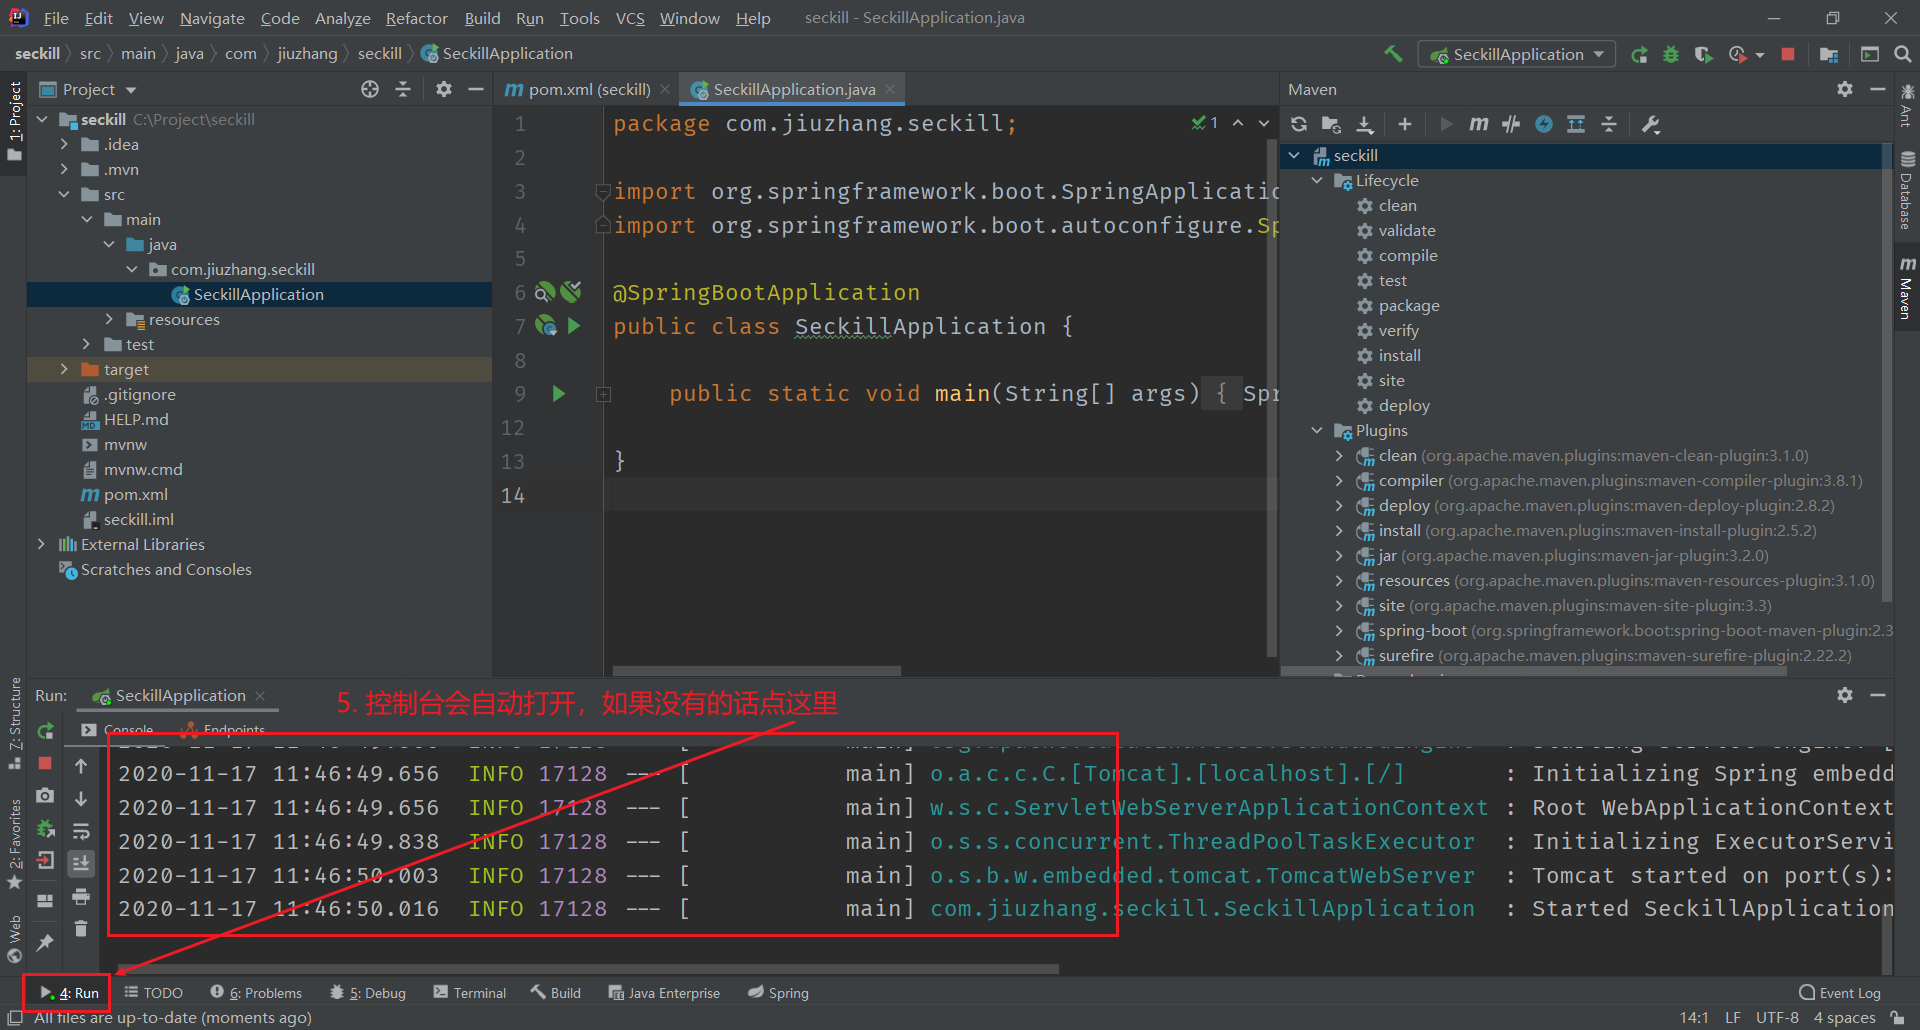 File Edit View Navigate Code Analyze Refactor Build Run Tools VCS Window Help seckill - SeckillApplication.java
seckill src main java com jiuzhang seckill SeckillApplication
SeckillApplication
1: Project
7: Structure
2: Favorites
Web
Project
seckill C:\Project\seckill
.idea
.mvn
src
main
java
com.jiuzhang.seckill
SeckillApplication
resources
test
target
.gitignore
HELP.md
mvnw
mvnw.cmd
pom.xml
seckill.iml
External Libraries
Scratches and Consoles
pom.xml (seckill) SeckillApplication.java
1 package com.jiuzhang.seckill;
1
2
3 import org.springframework.boot.SpringApplicatio
4 import org.springframework.boot.autoconfigure.Sp
5
6 @SpringBootApplication
7 public class SeckillApplication {
8
9 public static void main(String[] args) { Spr
12
13 }
14
Maven
seckill
Lifecycle
clean
validate
compile
test
package
verify
install
site
deploy
Plugins
clean (org.apache.maven.plugins:maven-clean-plugin:3.1.0)
compiler (org.apache.maven.plugins:maven-compiler-plugin:3.8.1)
deploy (org.apache.maven.plugins:maven-deploy-plugin:2.8.2)
install (org.apache.maven.plugins:maven-install-plugin:2.5.2)
jar (org.apache.maven.plugins:maven-jar-plugin:3.2.0)
resources (org.apache.maven.plugins:maven-resources-plugin:3.1.0)
site (org.apache.maven.plugins:maven-site-plugin:3.3)
spring-boot (org.springframework.boot:spring-boot-maven-plugin:2.3
surefire (org.apache.maven.plugins:maven-surefire-plugin:2.22.2)
Ant
Database
Maven
Run: SeckillApplication
5. 控制台会自动打开，如果没有的话点这里
Console Endpoints
2020-11-17 11:46:49.656 INFO 17128 --- [ main] o.a.c.c.C.[Tomcat].[localhost].[/] : Initializing Spring embedd
2020-11-17 11:46:49.656 INFO 17128 --- [ main] w.s.c.ServletWebServerApplicationContext : Root WebApplicationContext
2020-11-17 11:46:49.838 INFO 17128 --- [ main] o.s.s.concurrent.ThreadPoolTaskExecutor : Initializing ExecutorServi
2020-11-17 11:46:50.003 INFO 17128 --- [ main] o.s.b.w.embedded.tomcat.TomcatWebServer : Tomcat started on port(s):
2020-11-17 11:46:50.016 INFO 17128 --- [ main] com.jiuzhang.seckill.SeckillApplication : Started SeckillApplication
4: Run TODO 6: Problems 5: Debug Terminal Build Java Enterprise Spring Event Log
All files are up-to-date (moments ago) 14:1 LF UTF-8 4 spaces